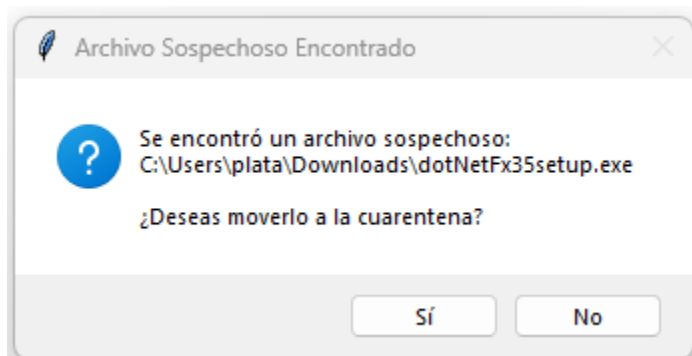 Archivo Sospechoso Encontrado
Se encontró un archivo sospechoso:
C:\Users\plata\Downloads\dotNetFx35setup.exe
¿Deseas moverlo a la cuarentena?
Sí No